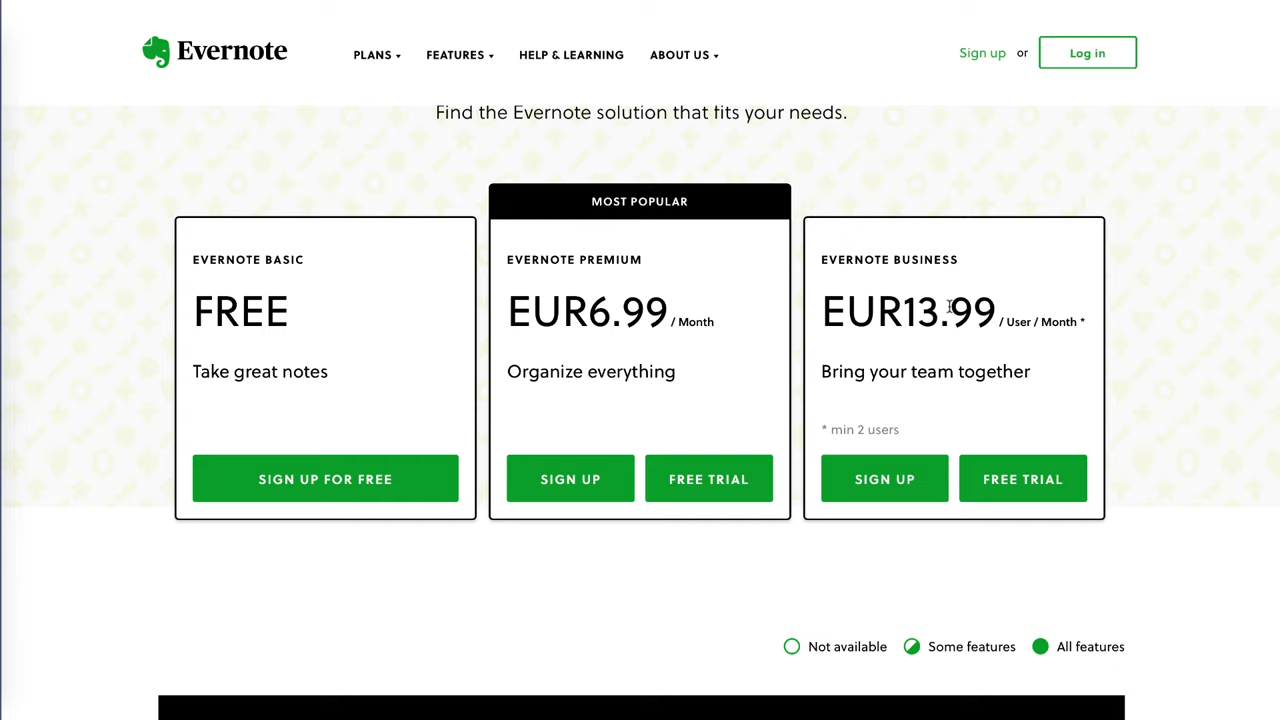 Evernote
PLANS
FEATURES
HELP & LEARNING
ABOUT US
Sign up or
Log in
Find the Evernote solution that fits your needs.
MOST POPULAR
EVERNOTE BASIC
FREE
Take great notes
SIGN UP FOR FREE
EVERNOTE PREMIUM
EUR6.99 / Month
Organize everything
SIGN UP
FREE TRIAL
EVERNOTE BUSINESS
EUR13.99 / User / Month *
Bring your team together
* min 2 users
SIGN UP
FREE TRIAL
Not available
Some features
All features